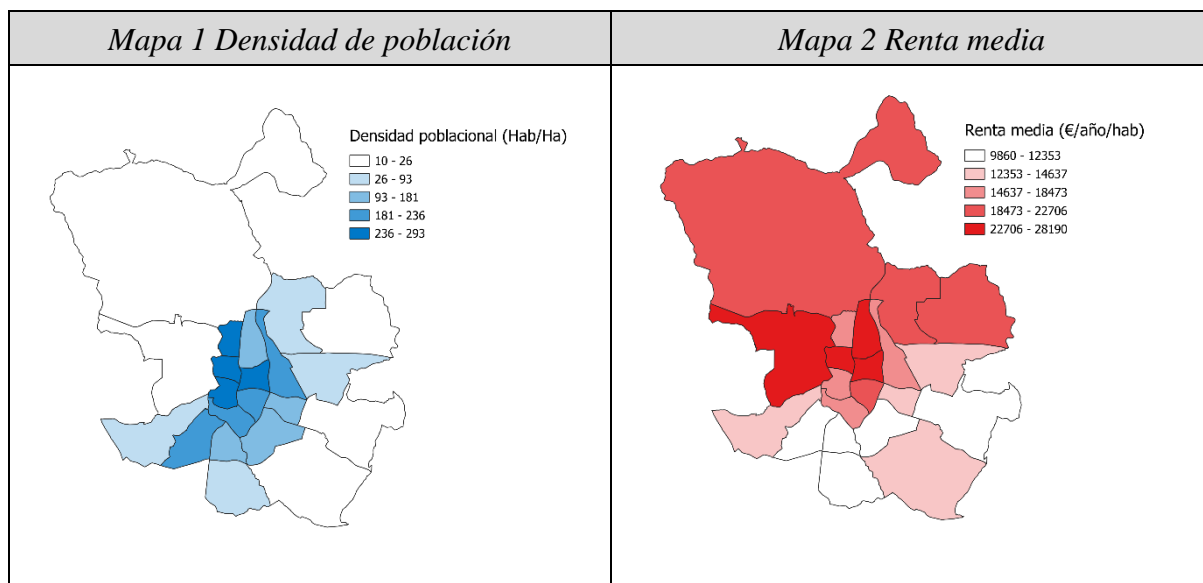 Mapa 1 Densidad de población
Mapa 2 Renta media
Densidad poblacional (Hab/Ha)
10 - 26
26 - 93
93 - 181
181 - 236
236 - 293
Renta media (€/año/hab)
9860 - 12353
12353 - 14637
14637 - 18473
18473 - 22706
22706 - 28190